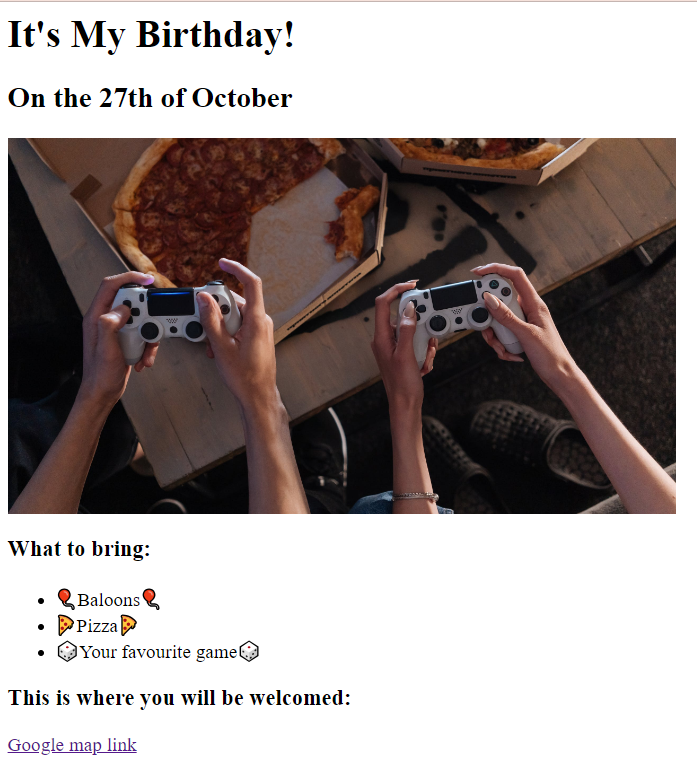 It's My Birthday!
On the 27th of October
What to bring:
🎈Baloons🎈
🍕Pizza🍕
🎲Your favourite game🎲
This is where you will be welcomed:
Google map link